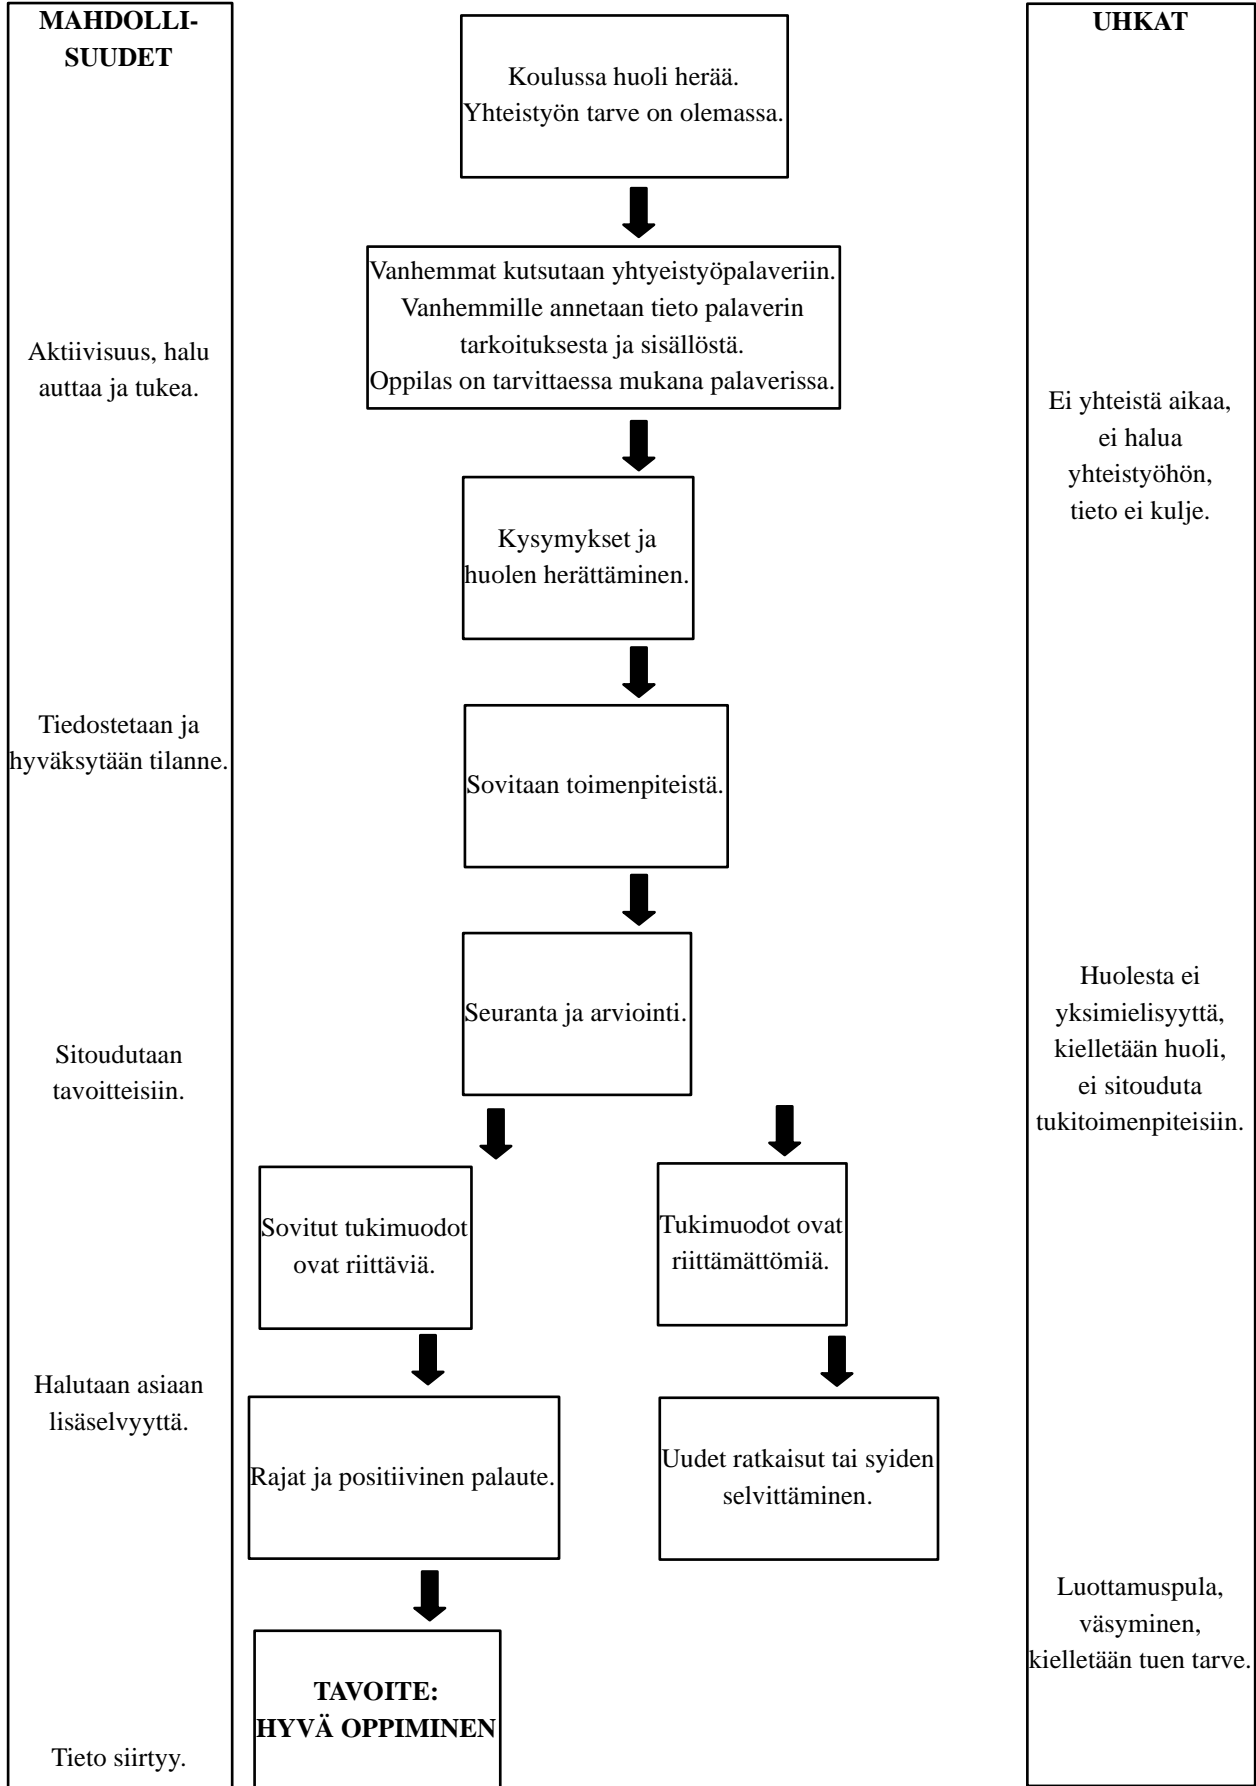 MAHDOLLI-
SUUDET
Aktiivisuus, halu
auttaa ja tukea.
Tiedostetaan ja
hyväksytään tilanne.
Sitoudutaan
tavoitteisiin.
Halutaan asiaan
lisäselvyyttä.
Tieto siirtyy.
Koulussa huoli herää.
Yhteistyön tarve on olemassa.
Vanhemmat kutsutaan yhtyeistyöpalaveriin.
Vanhemmille annetaan tieto palaverin
tarkoituksesta ja sisällöstä.
Oppilas on tarvittaessa mukana palaverissa.
Kysymykset ja
huolen herättäminen.
Sovitaan toimenpiteistä.
Seuranta ja arviointi.
Sovitut tukimuodot
ovat riittäviä.
Tukimuodot ovat
riittämättömiä.
Rajat ja positiivinen palaute.
Uudet ratkaisut tai syiden
selvittäminen.
TAVOITE:
HYVÄ OPPIMINEN
UHKAT
Ei yhteistä aikaa,
ei halua
yhteistyöhön,
tieto ei kulje.
Huolesta ei
yksimielisyyttä,
kielletään huoli,
ei sitouduta
tukitoimenpiteisiin.
Luottamuspula,
väsyminen,
kielletään tuen tarve.